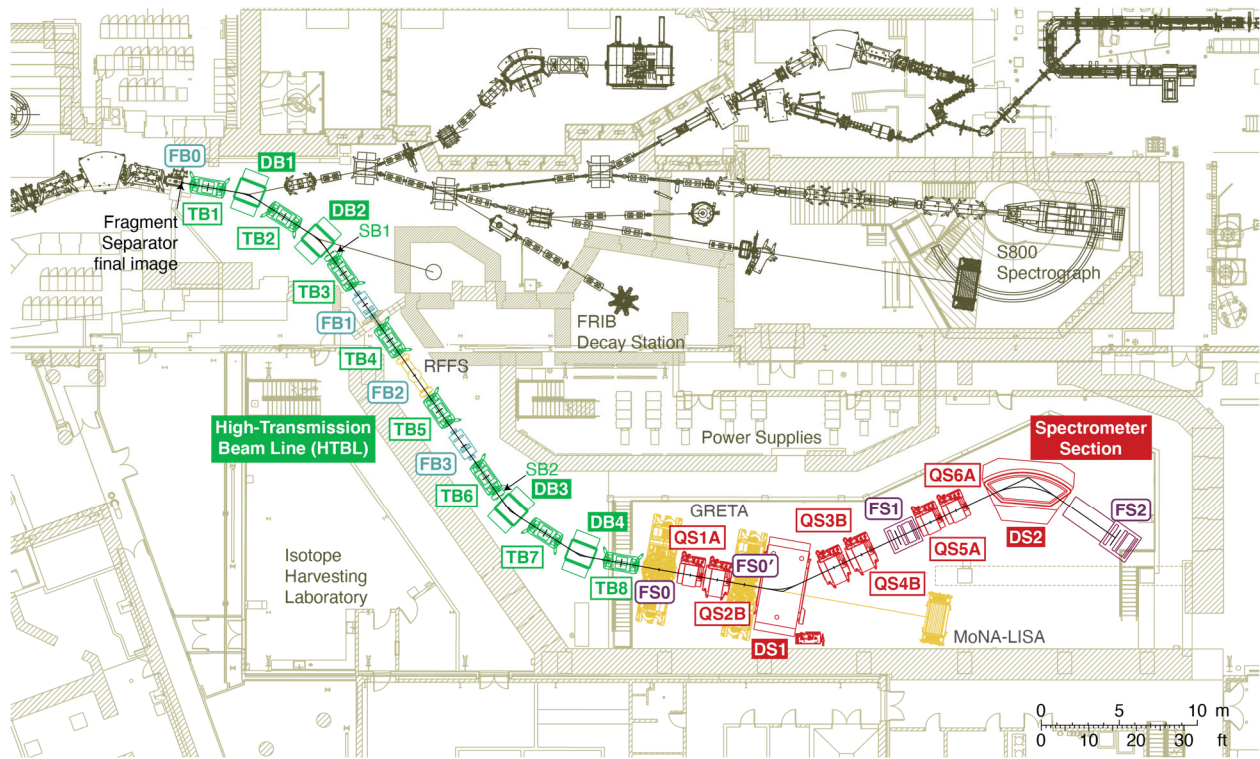 FB0
DB1
DB2
SB1
Fragment
Separator
final image
TB1
TB2
TB3
FB1
TB4
RFFS
FB2
TB5
FB3
TB6
SB2
DB3
TB7
DB4
TB8
S800
Spectrograph
FRIB
Decay Station
High-Transmission
Beam Line (HTBL)
Power Supplies
Spectrometer
Section
Isotope
Harvesting
Laboratory
GRETA
QS1A
FS0
FS0′
QS2B
DS1
QS3B
QS4B
FS1
QS5A
QS6A
DS2
FS2
MoNA-LISA
0 5 10 m
0 10 20 30 ft